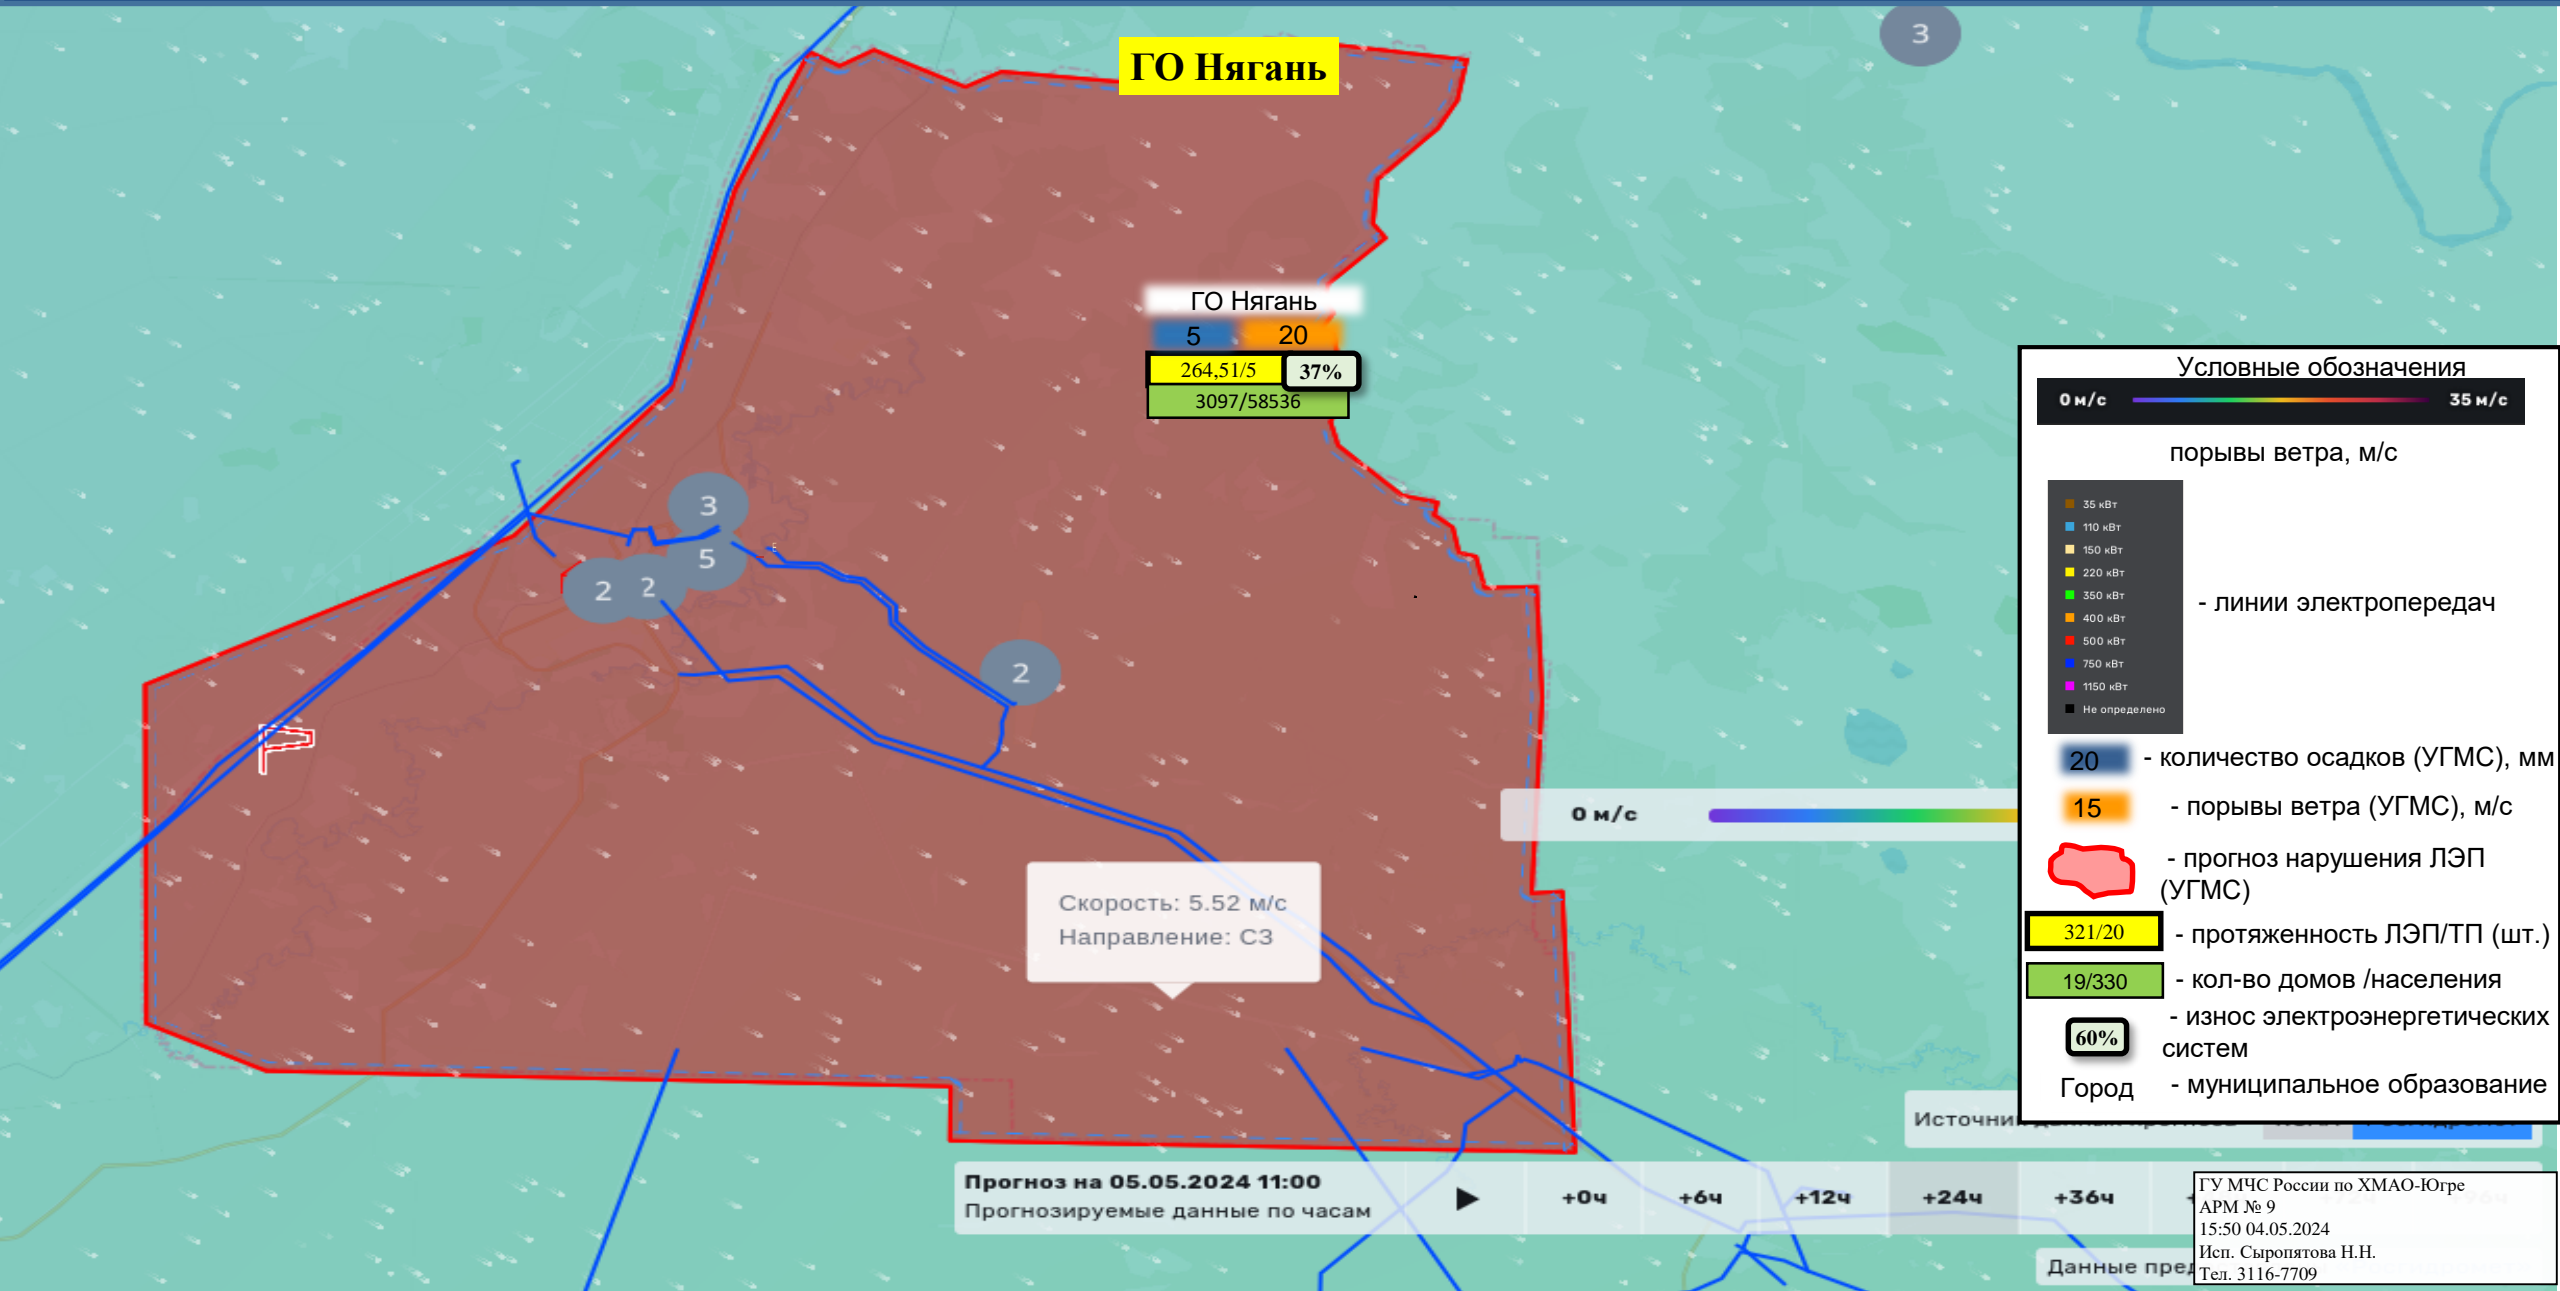 3
ГО Нягань
ГО Нягань
5 20
264,51/5 37%
3097/58536
3
5
2 2
2
Скорость: 5.52 м/с
Направление: СЗ
0 м/с
Условные обозначения
0 м/с 35 м/с
порывы ветра, м/с
35 кВт
110 кВт
150 кВт
220 кВт
350 кВт
400 кВт
500 кВт
750 кВт
1150 кВт
Не определено
- линии электропередач
20 - количество осадков (УГМС), мм
15 - порывы ветра (УГМС), м/с
- прогноз нарушения ЛЭП
(УГМС)
321/20 - протяженность ЛЭП/ТП (шт.)
19/330 - кол-во домов /населения
60% - износ электроэнергетических
систем
Город - муниципальное образование
Прогноз на 05.05.2024 11:00
Прогнозируемые данные по часам
+0ч +6ч +12ч +24ч +36ч
ГУ МЧС России по ХМАО-Югре
АРМ № 9
15:50 04.05.2024
Исп. Сыропятова Н.Н.
Тел. 3116-7709
Данные